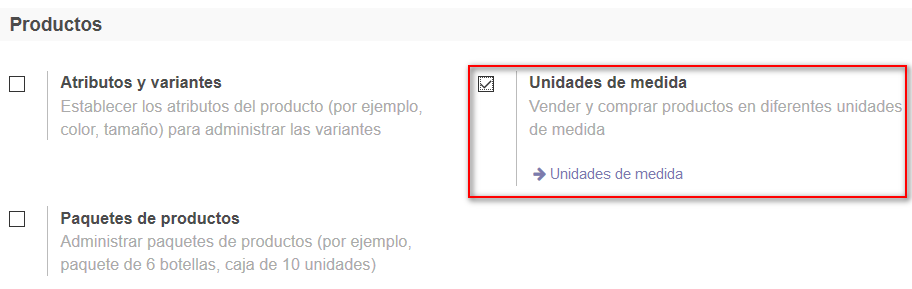 Productos
Atributos y variantes
Establecer los atributos del producto (por ejemplo,
color, tamaño) para administrar las variantes
Unidades de medida
Vender y comprar productos en diferentes unidades
de medida
Unidades de medida
Paquetes de productos
Administrar paquetes de productos (por ejemplo,
paquete de 6 botellas, caja de 10 unidades)